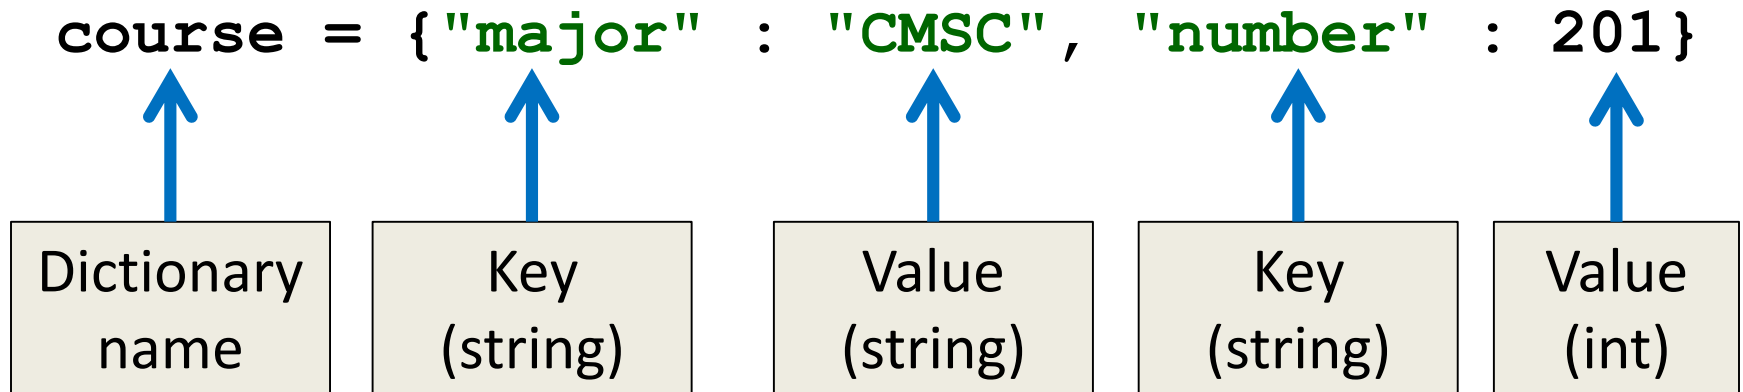 course = {"major" : "CMSC", "number" : 201}
Dictionary
name
Key
(string)
Value
(string)
Key
(string)
Value
(int)